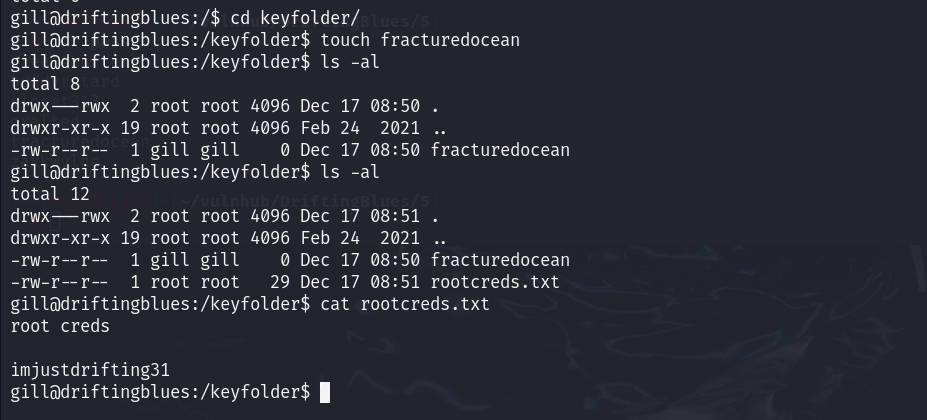 gill@driftingblues:/$ cd keyfolder/
gill@driftingblues:/keyfolder$ touch fracturedocean
gill@driftingblues:/keyfolder$ ls -al
total 8
drwx---rwx  2 root root 4096 Dec 17 08:50 .
drwxr-xr-x 19 root root 4096 Feb 24  2021 ..
-rw-r--r--  1 gill gill    0 Dec 17 08:50 fracturedocean
gill@driftingblues:/keyfolder$ ls -al
total 12
drwx---rwx  2 root root 4096 Dec 17 08:51 .
drwxr-xr-x 19 root root 4096 Feb 24  2021 ..
-rw-r--r--  1 gill gill    0 Dec 17 08:50 fracturedocean
-rw-r--r--  1 root root   29 Dec 17 08:51 rootcreds.txt
gill@driftingblues:/keyfolder$ cat rootcreds.txt
root creds

imjustdrifting31
gill@driftingblues:/keyfolder$